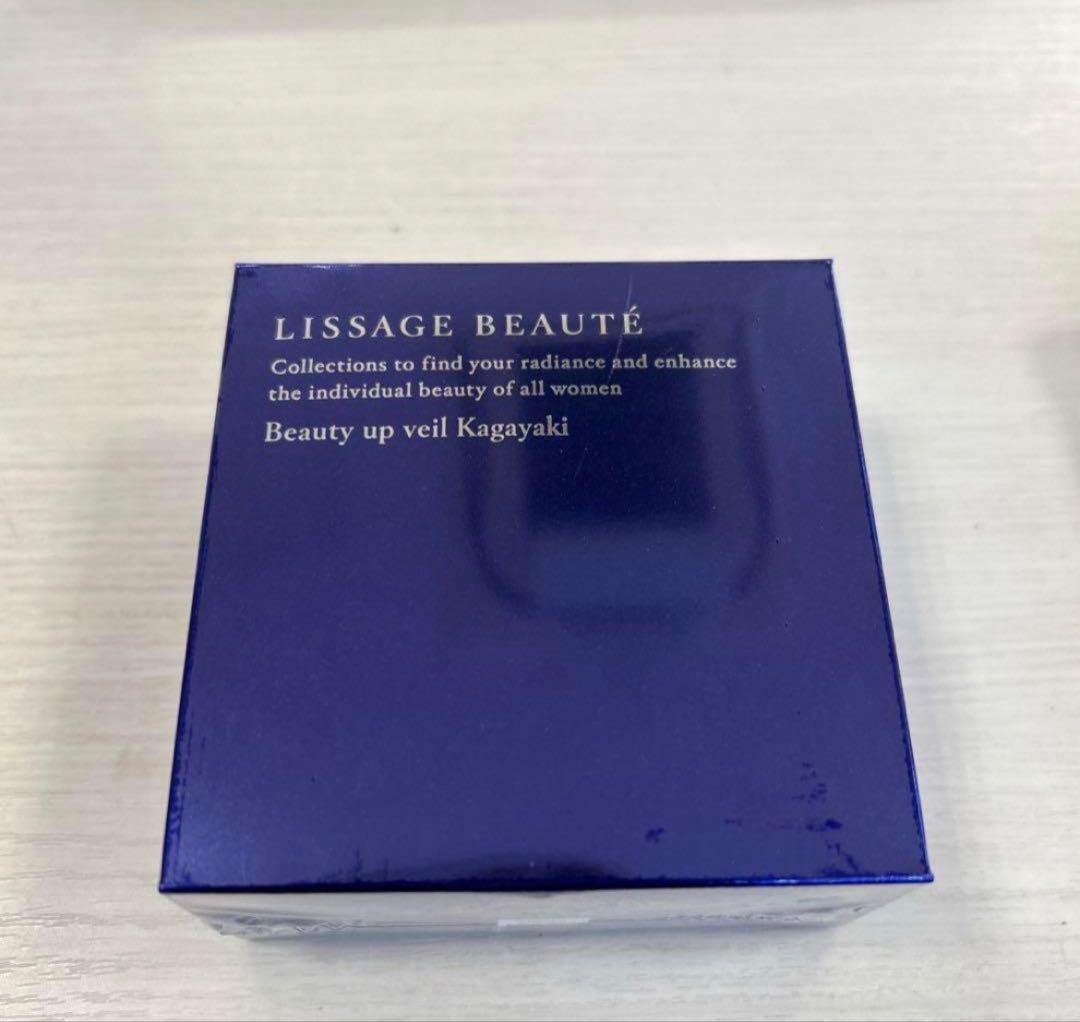 LISSAGE BEAUTÉ
Collections to find your radiance and enhance
the individual beauty of all women
Beauty up veil Kagayaki